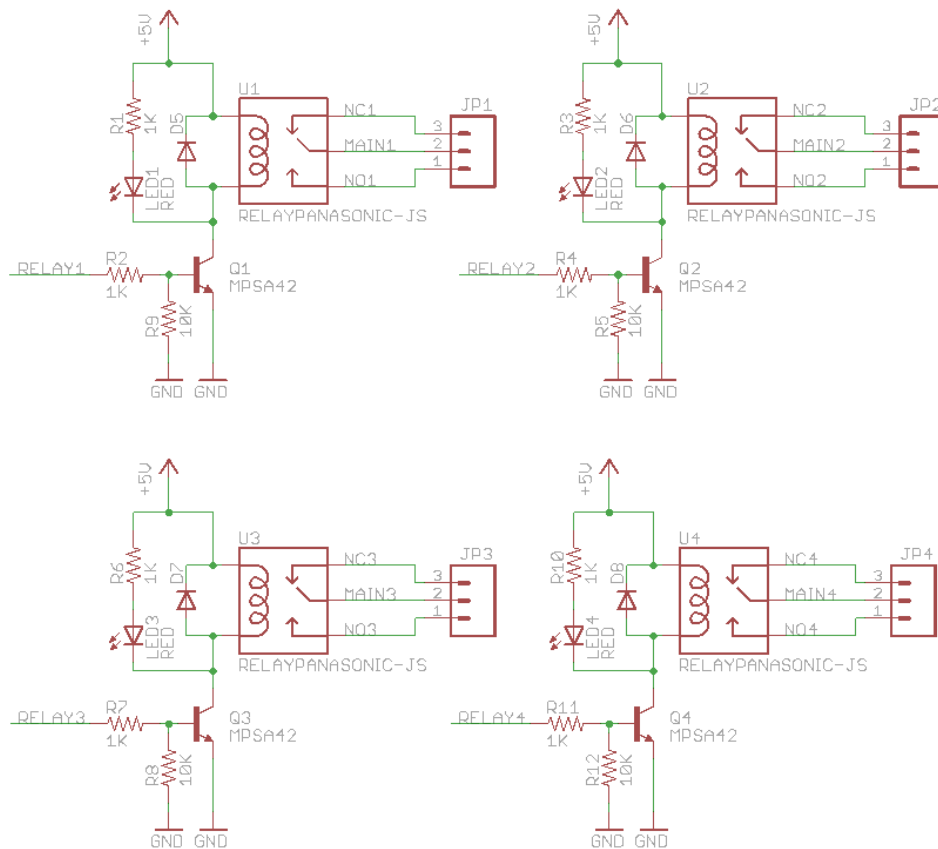 +5V
+5V
U1
U2
R1
1K
D5
NC1
JP1
R3
1K
D6
NC2
JP2
3
2
1
3
2
1
MAIN1
MAIN2
LED1
RED
NO1
LED2
RED
NO2
RELAYPANASONIC-JS
RELAYPANASONIC-JS
RELAY1
R2
1K
Q1
MPSA42
RELAY2
R4
1K
Q2
MPSA42
R9
10K
R5
10K
GND
GND
GND
GND
+5V
+5V
U3
U4
R6
1K
D7
NC3
JP3
R10
1K
D8
NC4
JP4
3
2
1
3
2
1
MAIN3
MAIN4
LED3
RED
NO3
LED4
RED
NO4
RELAYPANASONIC-JS
RELAYPANASONIC-JS
RELAY3
R7
1K
Q3
MPSA42
RELAY4
R11
1K
Q4
MPSA42
R8
10K
R12
10K
GND
GND
GND
GND